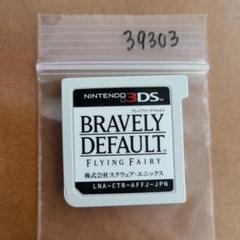 39303
NINTENDO 3DS™
ブレイブリーデフォルト
BRAVELY
DEFAULT
FLYING FAIRY
株式会社スクウェア・エニックス
LNA-CTR-AFFJ-JPN